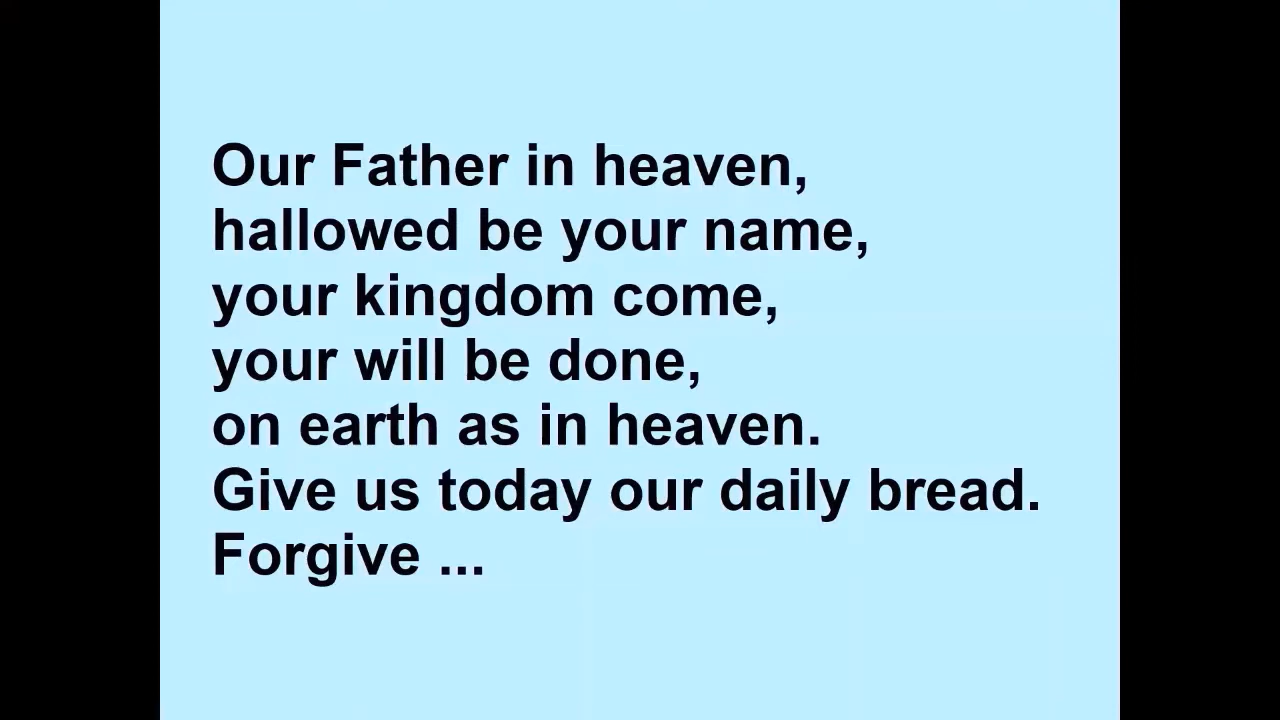 Our Father in heaven,
hallowed be your name,
your kingdom come,
your will be done,
on earth as in heaven.
Give us today our daily bread.
Forgive ...